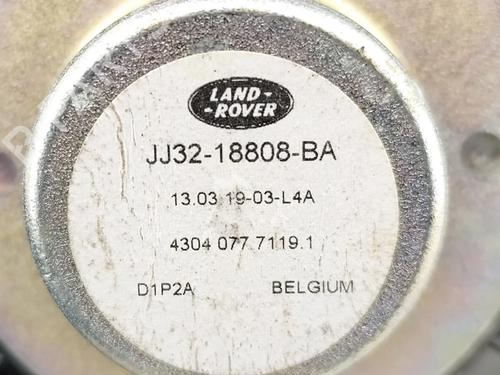 LAND-
-ROVER
JJ32-18808-BA
13.03.19-03-L4A
4304 077 7119.1
D1P2A BELGIUM